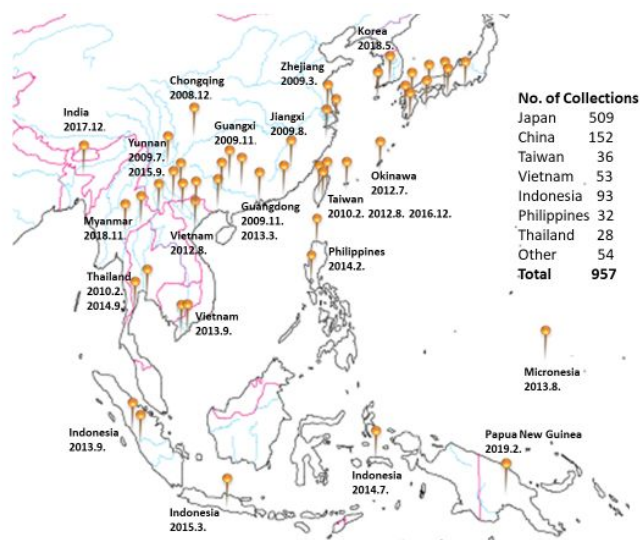 Korea
2018.5.
Zhejiang
2009.3.
Chongqing
2008.12.
India
2017.12.
Jiangxi
2009.8.
Guangxi
2009.11.
Yunnan
2009.7.
2015.9.
Okinawa
2012.7.
Guangdong
2009.11.
2013.3.
Taiwan
2010.2. 2012.8. 2016.12.
Myanmar
2018.11.
Vietnam
2012.8.
Philippines
2014.2.
Thailand
2010.2.
2014.9.
Vietnam
2013.9.
Micronesia
2013.8.
Indonesia
2013.9.
Indonesia
2014.7.
Papua New Guinea
2019.2.
Indonesia
2015.3.
No. of Collections
Japan 509
China 152
Taiwan 36
Vietnam 53
Indonesia 93
Philippines 32
Thailand 28
Other 54
Total 957